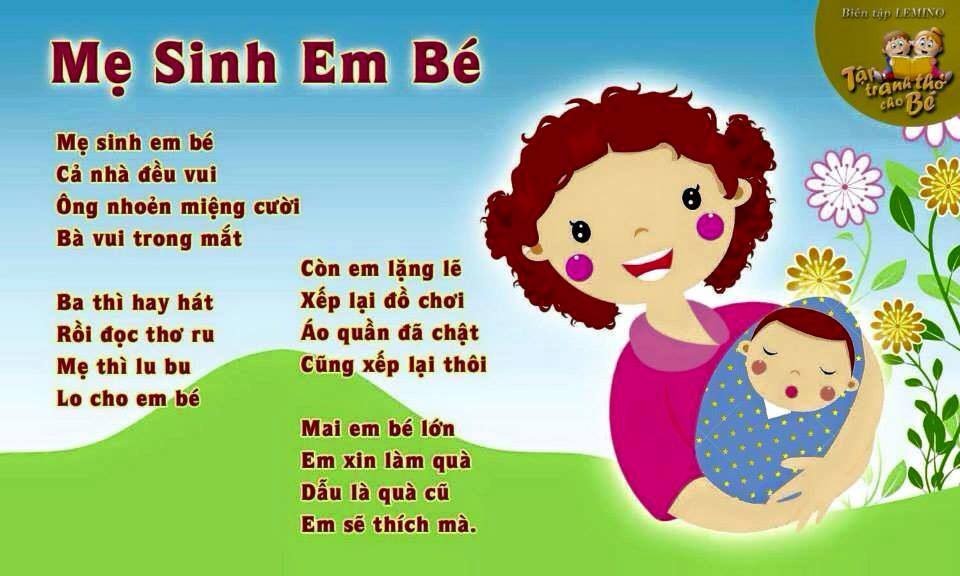 Biên tập LEMINO
Tập
tranh thơ
cho Bé
Mẹ Sinh Em Bé
Mẹ sinh em bé
Cả nhà đều vui
Ông nhoẻn miệng cười
Bà vui trong mắt
Ba thì hay hát
Rồi đọc thơ ru
Mẹ thì lu bu
Lo cho em bé
Còn em lặng lẽ
Xếp lại đồ chơi
Áo quần đã chật
Cũng xếp lại thôi
Mai em bé lớn
Em xin làm quà
Dẫu là quà cũ
Em sẽ thích mà.